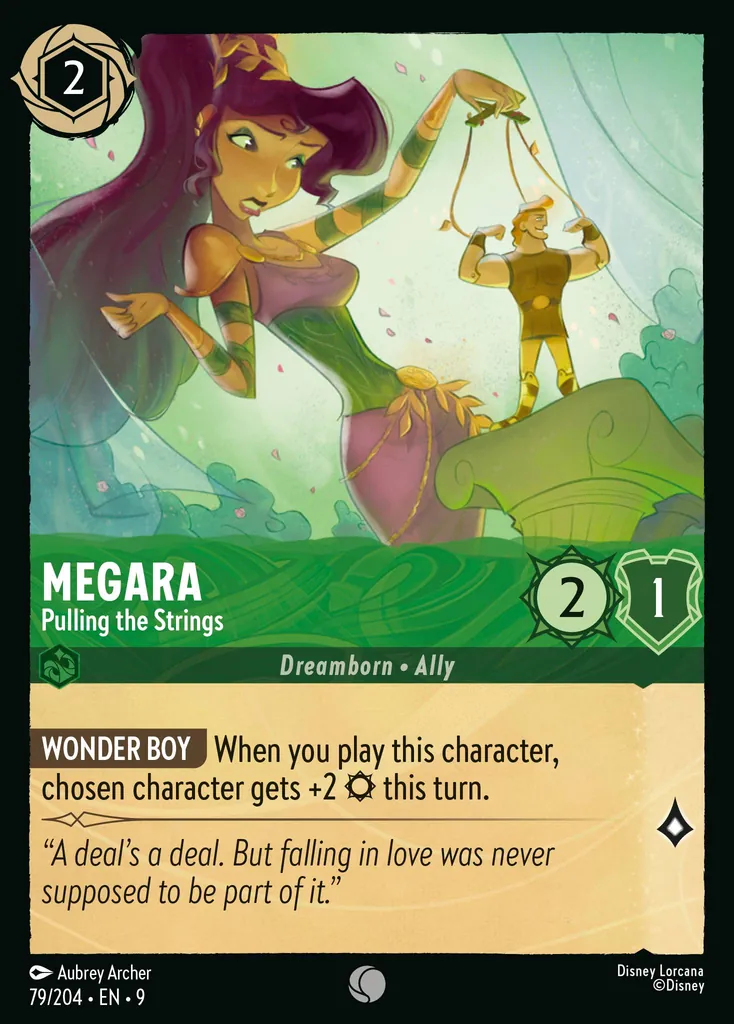 2
MEGARA
Pulling the Strings
2
1
Dreamborn • Ally
WONDER BOY When you play this character,
chosen character gets +2 this turn.
“A deal’s a deal. But falling in love was never
supposed to be part of it.”
Aubrey Archer
79/204 • EN • 9
Disney Lorcana
©Disney